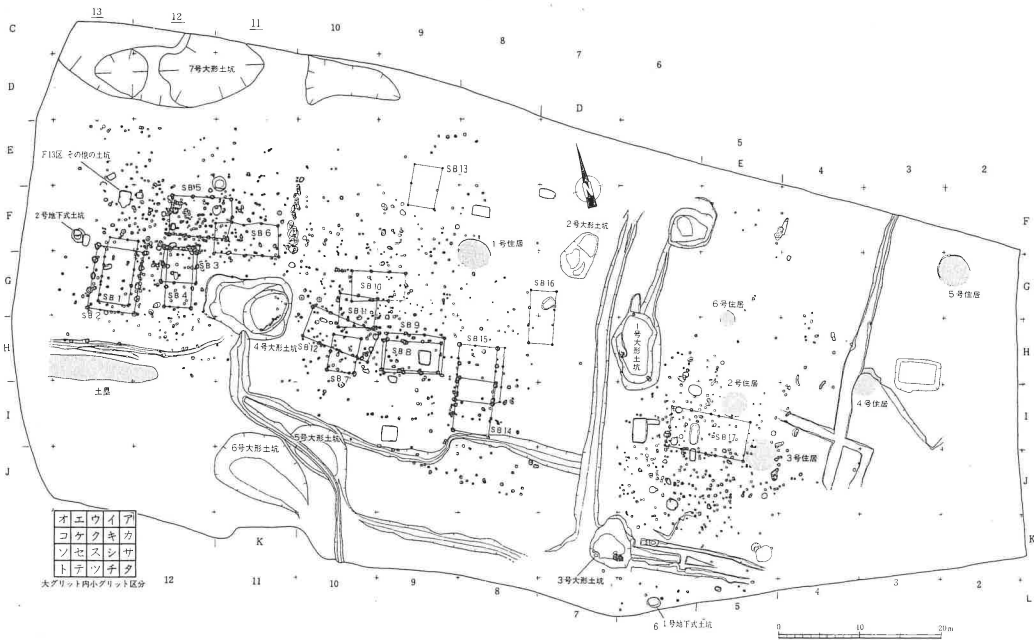 13
12
11
10
9
8
7
6
5
4
3
2
C
D
E
F
G
H
I
J
K
L
7号大形土坑
F13区 その他の土坑
2号地下式土坑
SB5
SB6
SB3
SB1
SB4
SB2
4号大形土坑
土塁
SB13
1号住居
2号大形土坑
SB10
SB16
SB11
SB9
SB12
SB8
SB15
SB7
SB14
1号大形土坑
6号住居
5号住居
2号住居
4号住居
SB17
3号住居
5号大形土坑
6号大形土坑
3号大形土坑
1号地下式土坑
オエウイア
コケクキカ
ソセスシサ
トテツチタ
大グリット内小グリット区分
12
11
10
9
8
7
6
5
4
3
2
0 10 20m